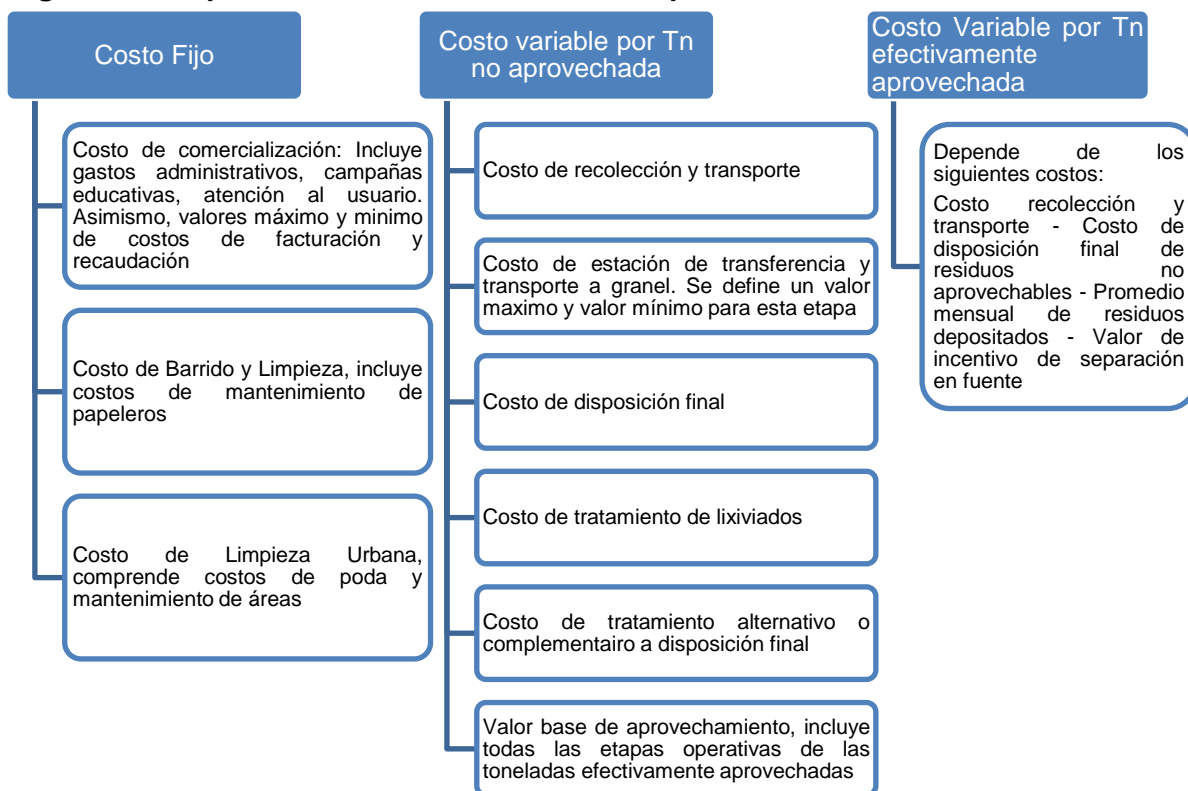 Costo Fijo
Costo de comercialización: Incluye
gastos administrativos, campañas
educativas, atención al usuario.
Asimismo, valores máximo y minimo
de costos de facturación y
recaudación
Costo de Barrido y Limpieza, incluye
costos de mantenimiento de
papeleros
Costo de Limpieza Urbana,
comprende costos de poda y
mantenimiento de áreas
Costo variable por Tn
no aprovechada
Costo de recolección y transporte
Costo de estación de transferencia y
transporte a granel. Se define un valor
maximo y valor mínimo para esta etapa
Costo de disposición final
Costo de tratamiento de lixiviados
Costo de tratamiento alternativo o
complementairo a disposición final
Valor base de aprovechamiento, incluye
todas las etapas operativas de las
toneladas efectivamente aprovechadas
Costo Variable por Tn
efectivamente
aprovechada
Depende de los
siguientes costos:
Costo recolección y
transporte - Costo de
disposición final de
residuos no
aprovechables - Promedio
mensual de residuos
depositados - Valor de
incentivo de separación
en fuente